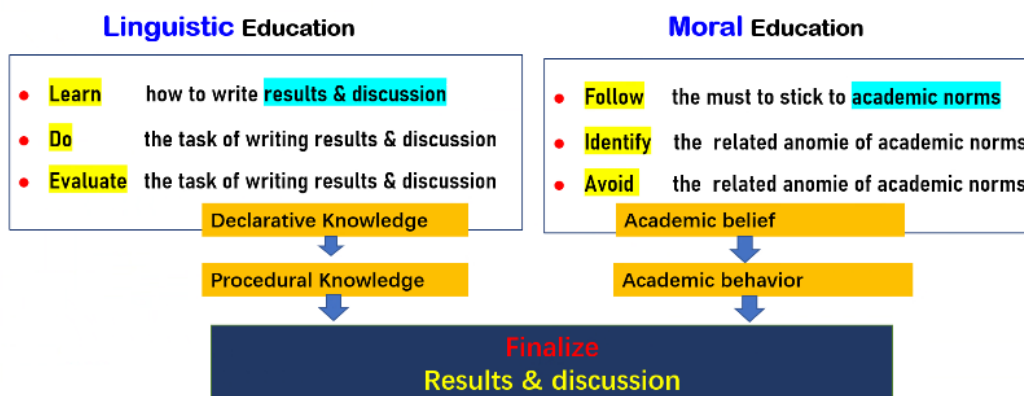 Linguistic Education
Learn how to write results & discussion
Do the task of writing results & discussion
Evaluate the task of writing results & discussion
Declarative Knowledge
Procedural Knowledge
Moral Education
Follow the must to stick to academic norms
Identify the related anomie of academic norms
Avoid the related anomie of academic norms
Academic belief
Academic behavior
Finalize
Results & discussion